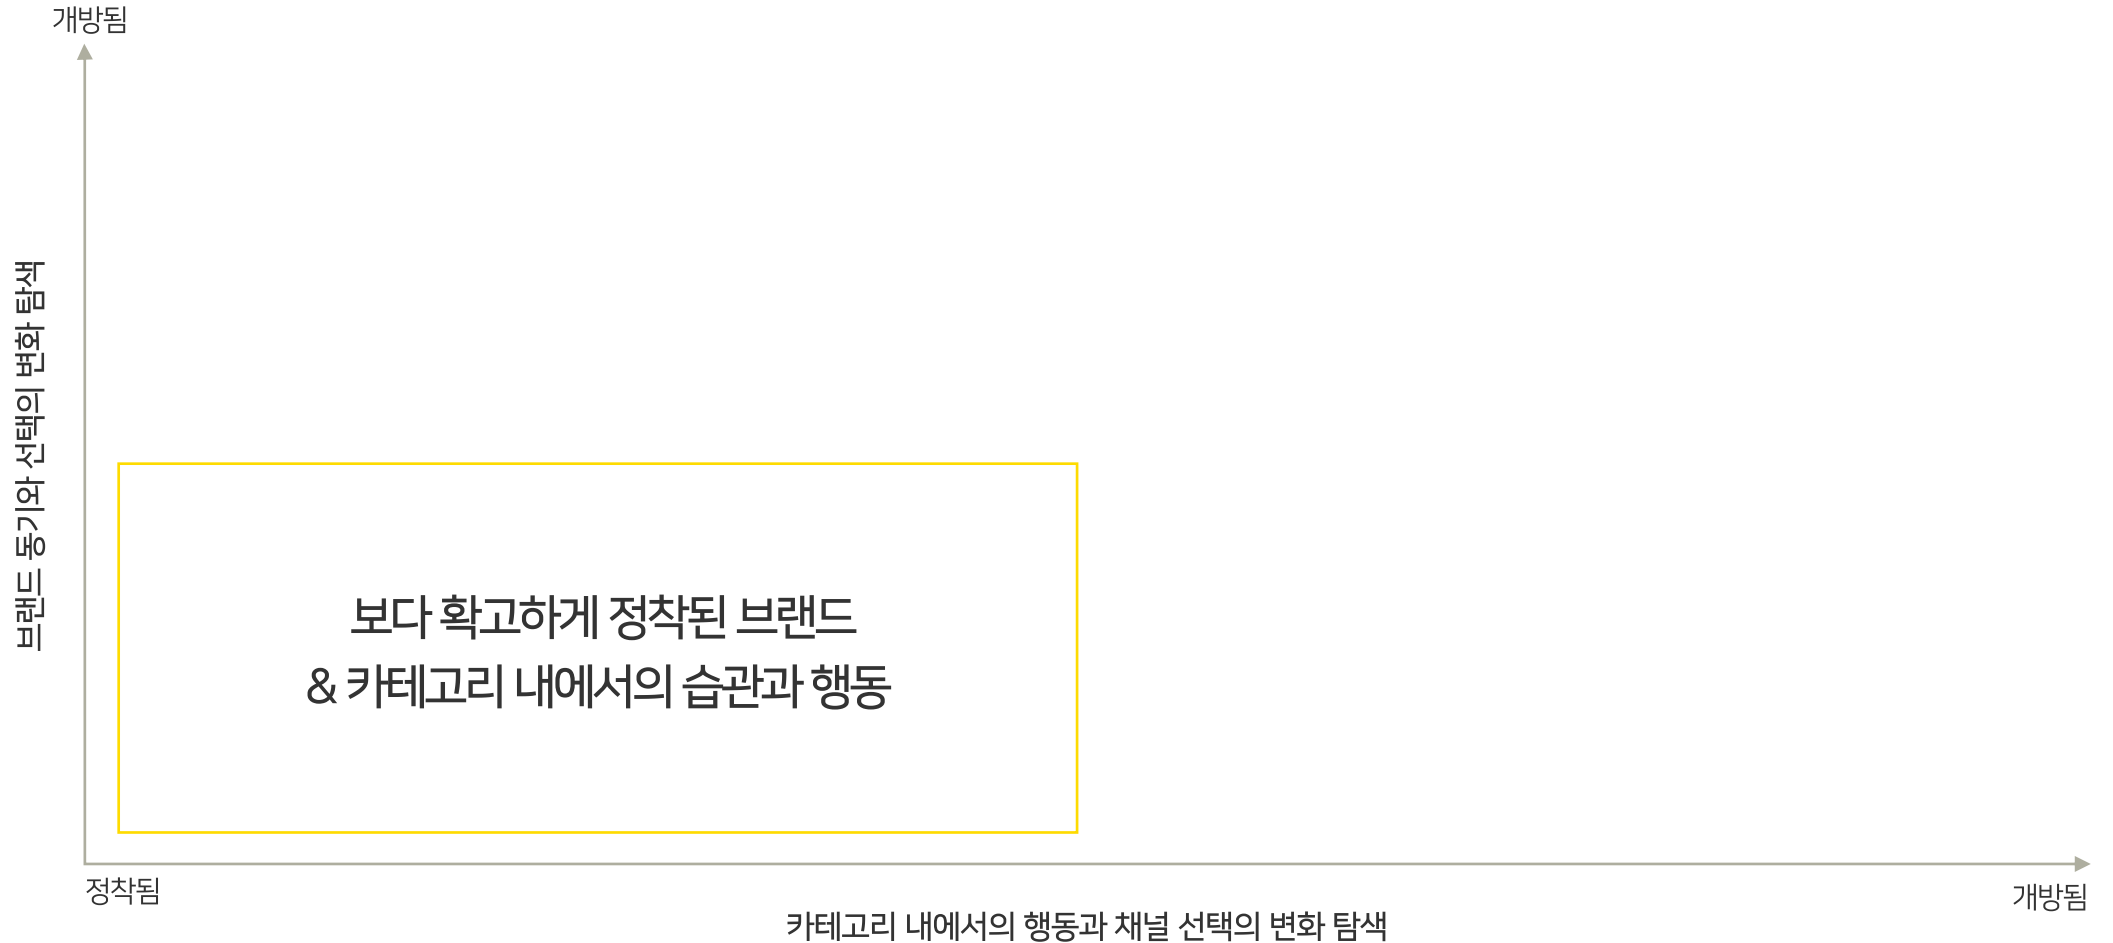 개방됨
브랜드 동기와 선택의 변화 탐색
보다 확고하게 정착된 브랜드
& 카테고리 내에서의 습관과 행동
정착됨
개방됨
카테고리 내에서의 행동과 채널 선택의 변화 탐색